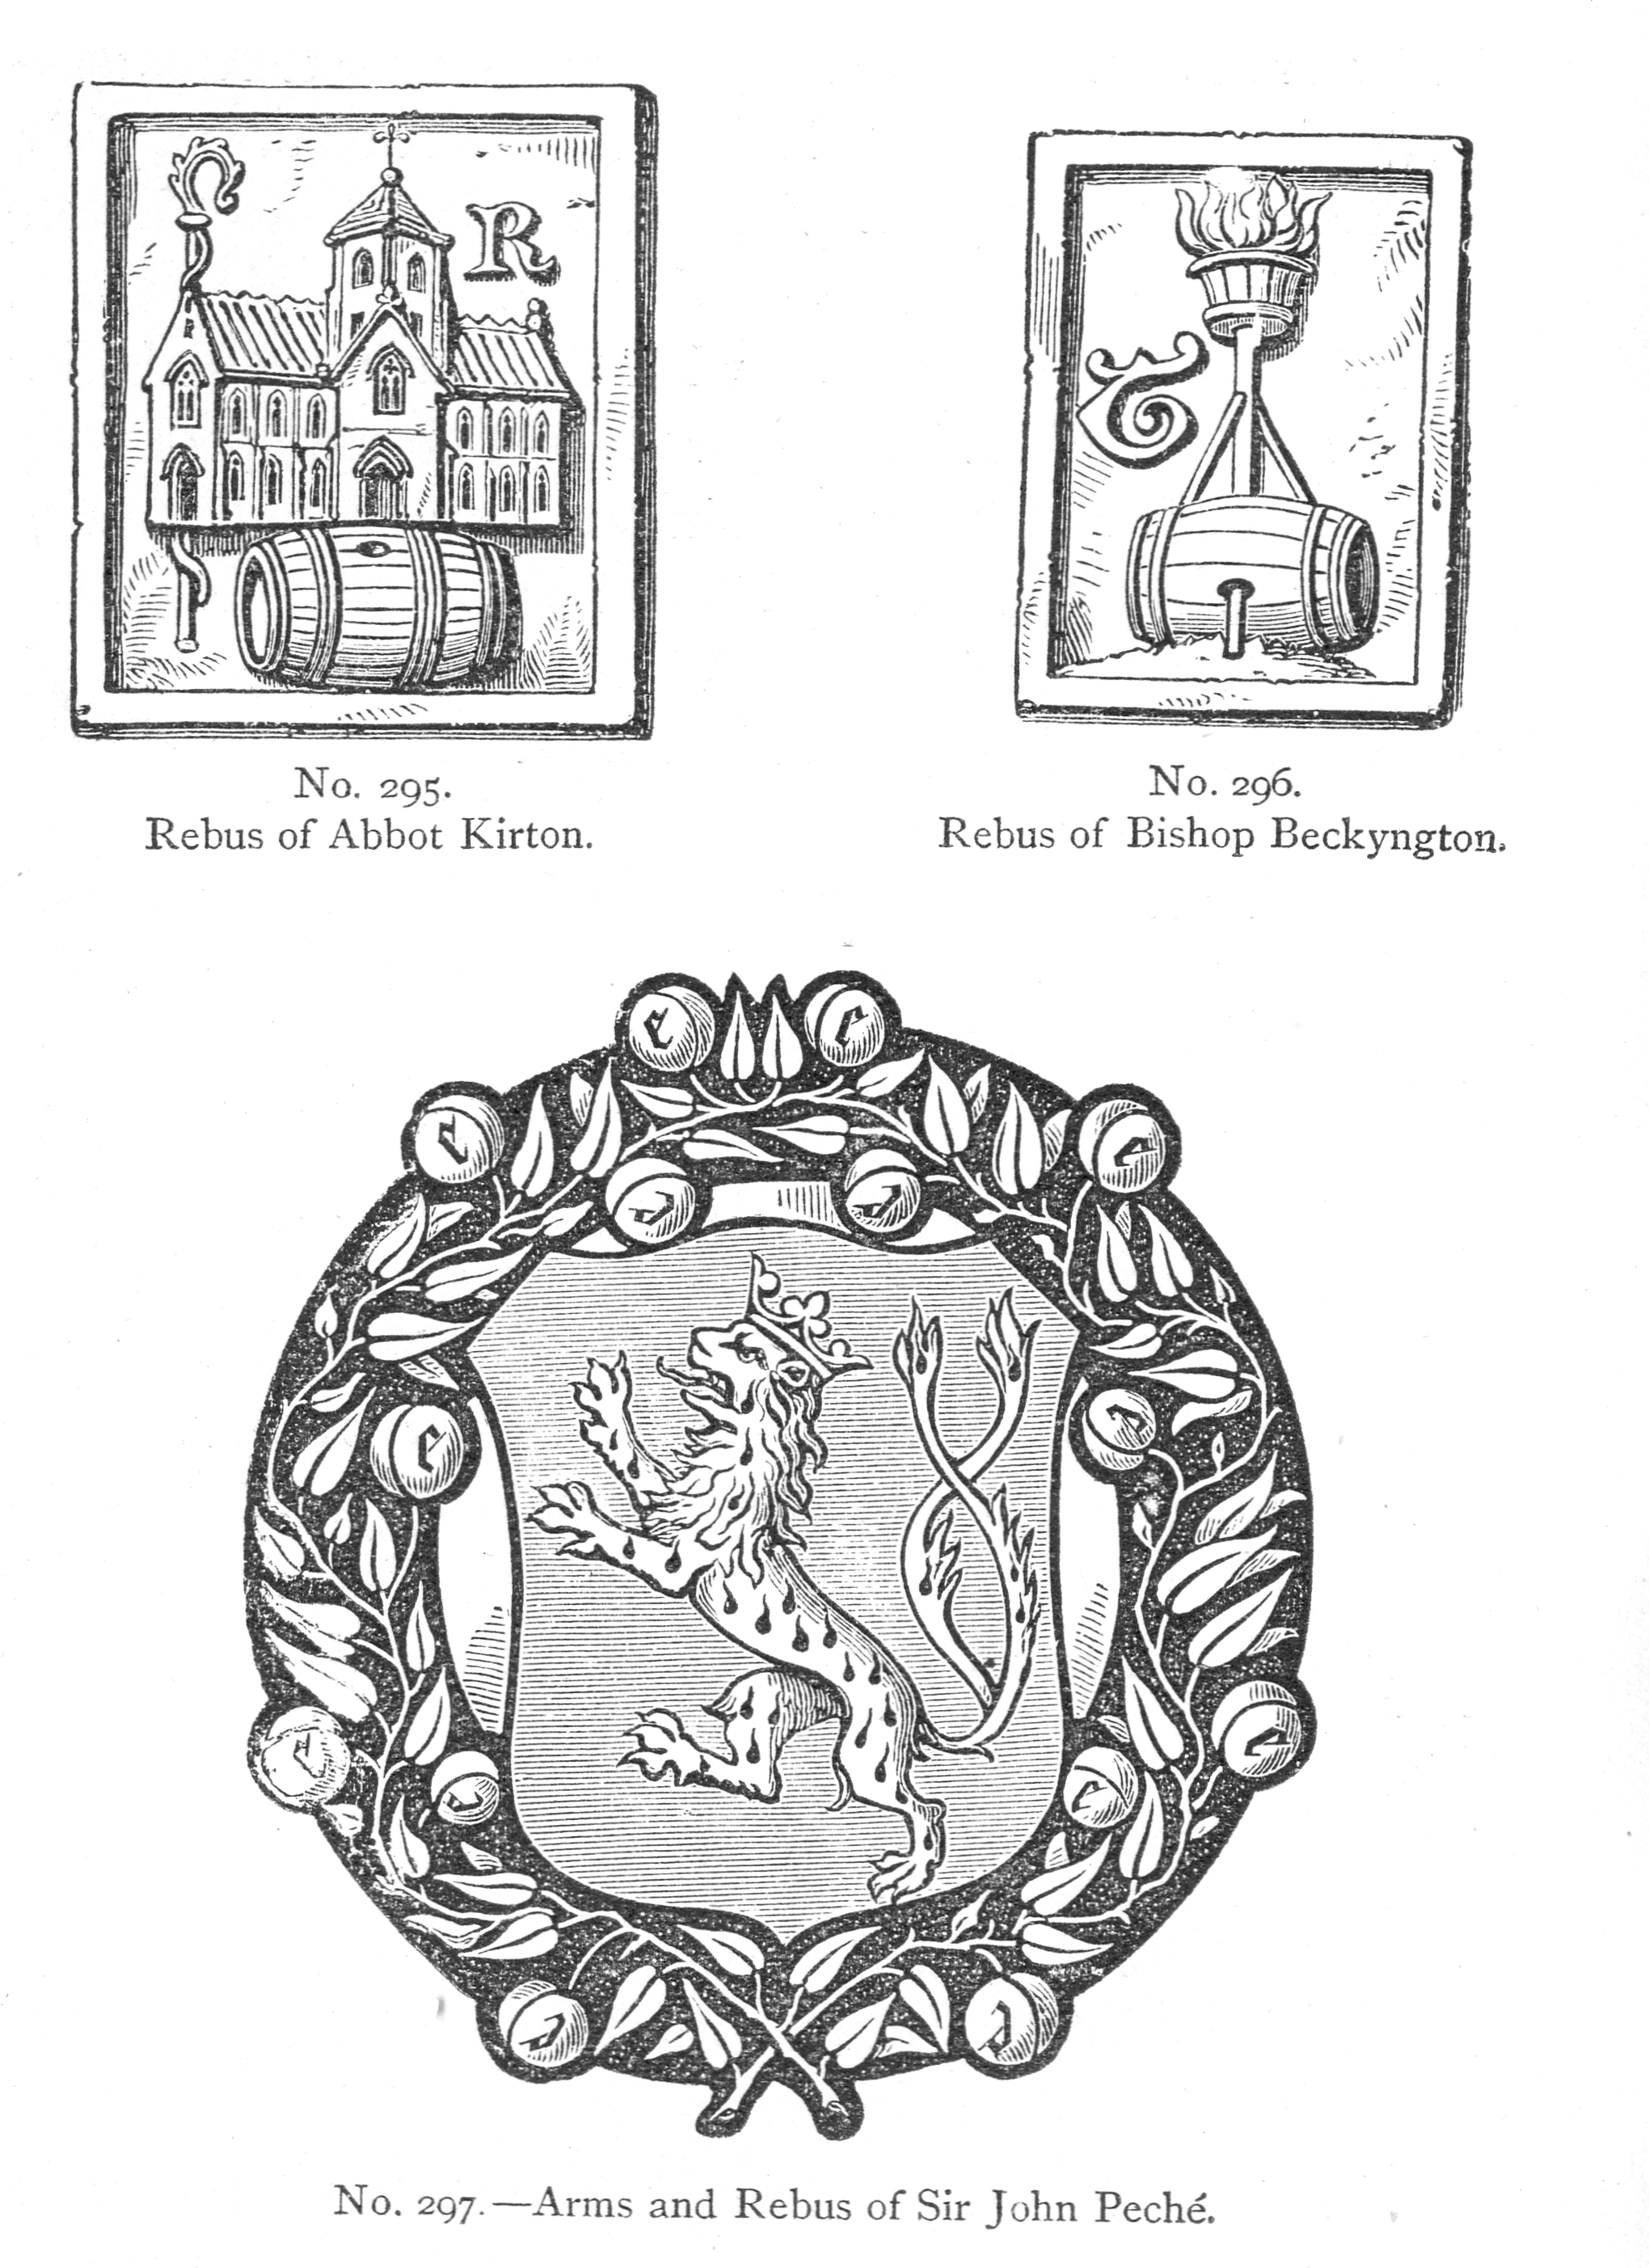 R
T
No. 295.
Rebus of Abbot Kirton.
No. 296.
Rebus of Bishop Beckyngton.
e
e
e
e
e
e
e
e
e
e
e
e
e
e
No. 297.—Arms and Rebus of Sir John Peché.